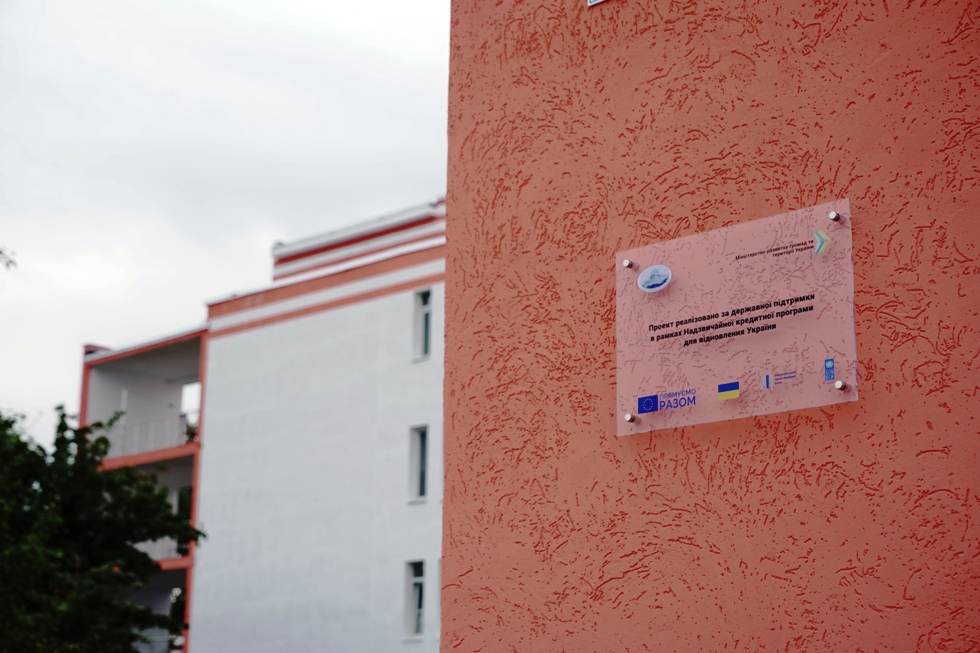 Міністерство розвитку громад та
територій України
Проект реалізовано за державної підтримки
в рамках Надзвичайної кредитної програми
для відновлення України
ПРЯМУЄМО
РАЗОМ